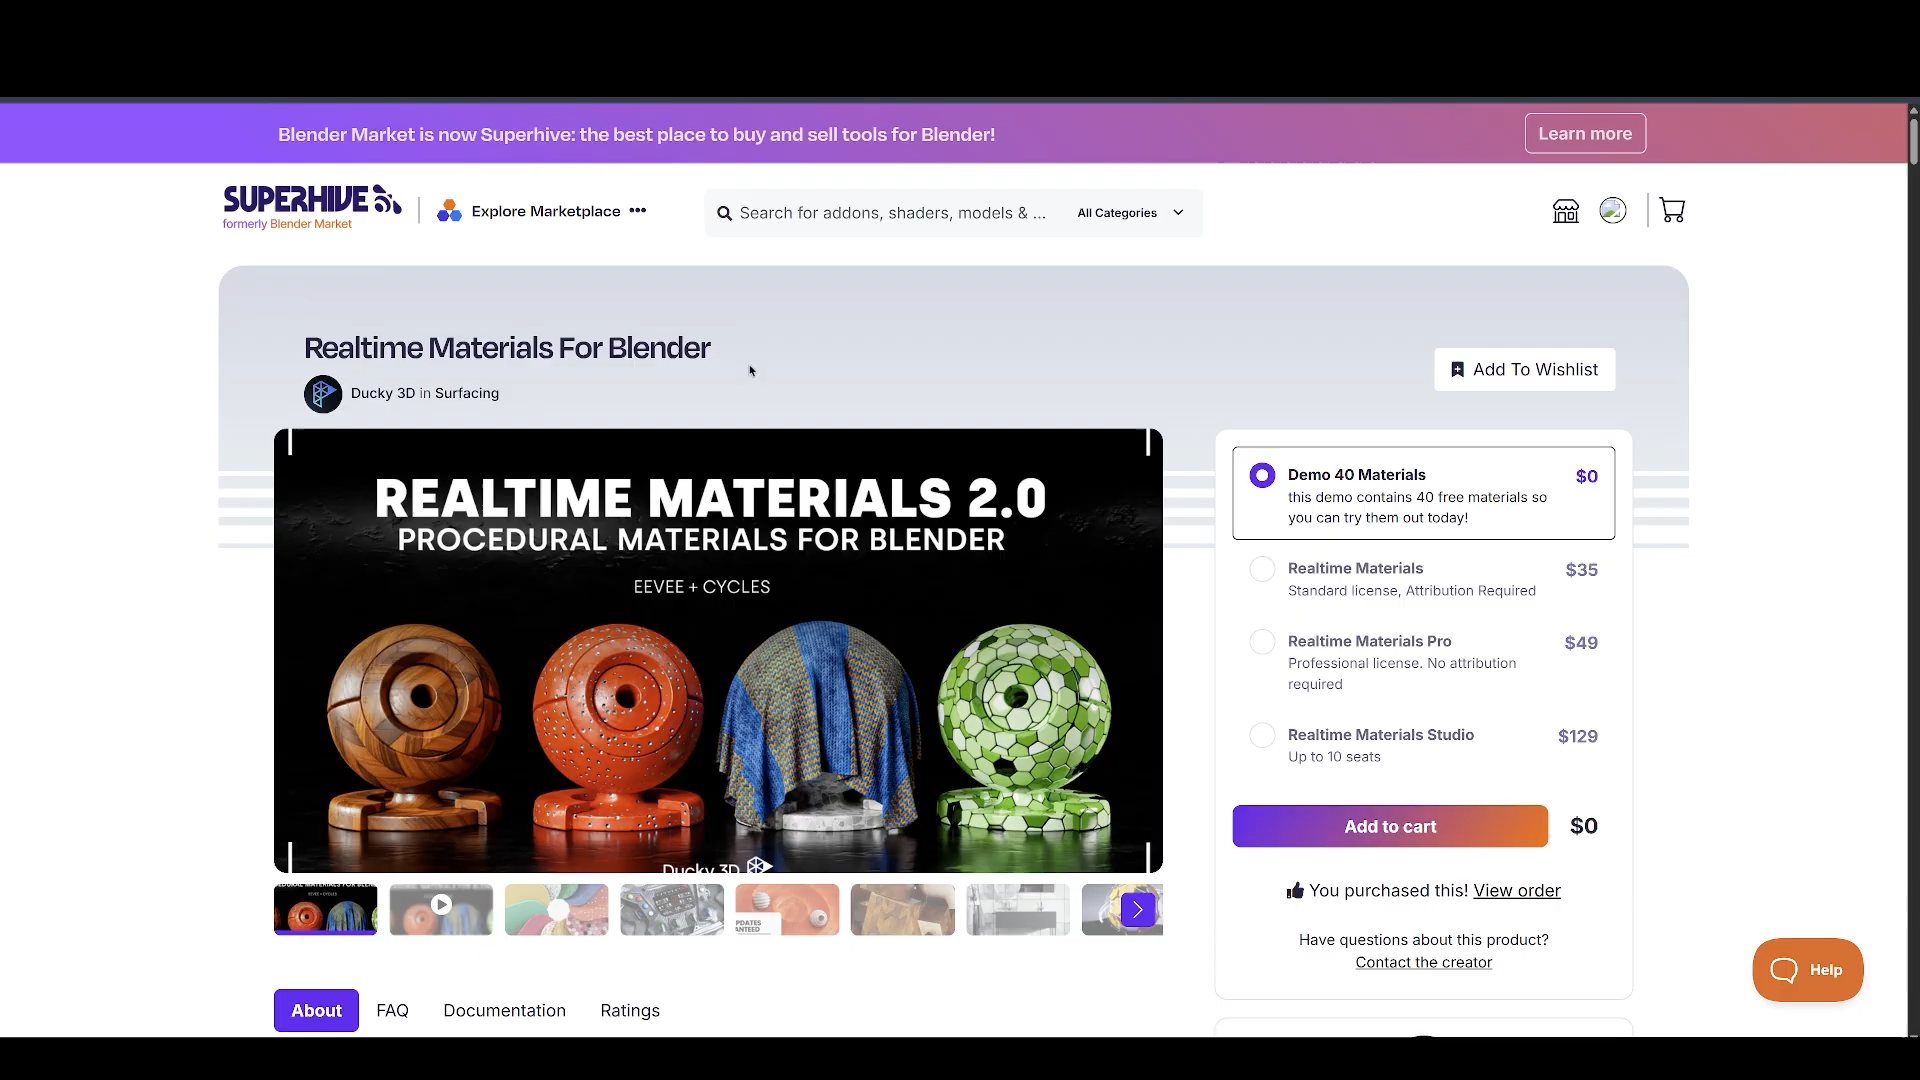 Blender Market is now Superhive: the best place to buy and sell tools for Blender!
Learn more
SUPERHIVE
formerly Blender Market
Explore Marketplace •••
Search for addons, shaders, models & ...
All Categories
Realtime Materials For Blender
Ducky 3D in Surfacing
Add To Wishlist
REALTIME MATERIALS 2.0
PROCEDURAL MATERIALS FOR BLENDER
EEVEE + CYCLES
Ducky 3D
Demo 40 Materials
$0
this demo contains 40 free materials so
you can try them out today!
Realtime Materials
$35
Standard license, Attribution Required
Realtime Materials Pro
$49
Professional license. No attribution
required
Realtime Materials Studio
$129
Up to 10 seats
Add to cart
$0
You purchased this! View order
Have questions about this product?
Contact the creator
Help
About
FAQ
Documentation
Ratings